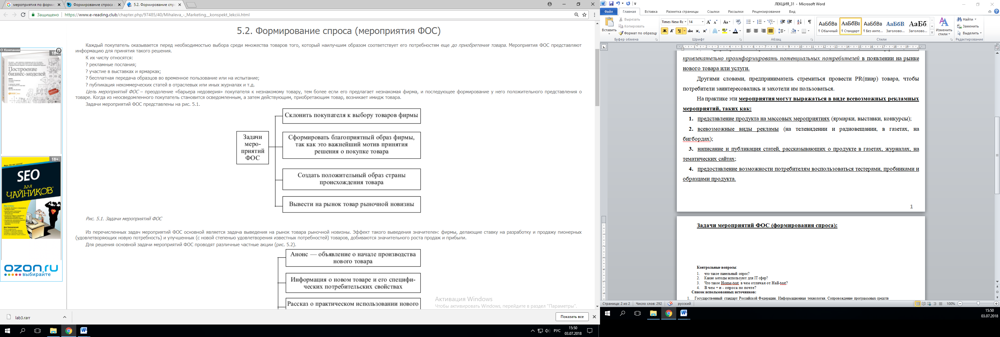 мероприятия по форми
Формирование спроса
5.2. Формирование спро
Защищено
https://www.e-reading.club/chapter.php/97485/40/Mihaleva_-_Marketing__konspekt_lekciii.html
5.2. Формирование спроса (мероприятия ФОС)
Каждый покупатель оказывается перед необходимостью выбора среди множества товаров того, который наилучшим образом соответствует его потребностям еще до приобретения товара. Мероприятия ФОС представляют
информацию для принятия такого решения.
К их числу относятся:
? рекламные послания;
? участие в выставках и ярмарках;
? бесплатная передача образцов во временное пользование или на испытание;
? публикация некоммерческих статей в отраслевых или иных журналах и т.д.
Цель мероприятий ФОС – преодоление «барьера недоверия» покупателя к незнакомому товару, тем более если его предлагает незнакомая фирма, и последующее формирование у него положительного представления о
товаре. Когда из неосведомленного покупатель становится осведомленным, а затем действующим, приобретающим товар, возникает имидж товара.
Задачи мероприятий ФОС представлены на рис. 5.1.
Задачи
меро-
приятий
ФОС
Склонить покупателя к выбору товаров фирмы
Сформировать благоприятный образ фирмы,
так как это важнейший мотив принятия
решения о покупке товара
Создать положительный образ страны
происхождения товара
Вывести на рынок товар рыночной новизны
Рис. 5.1. Задачи мероприятий ФОС
Из перечисленных задач мероприятий ФОС основной является задача выведения на рынок товара рыночной новизны. Эффект такого выведения значителен: фирмы, делающие ставку на разработку и продажу пионерных
(удовлетворяющих новую потребность) и улучшенных (с новой степенью удовлетворения известных потребностей) товаров, добиваются значительного роста продаж и прибыли.
Для решения основной задачи мероприятий ФОС проводят различные частные акции (рис. 5.2).
Анонс — объявление о начале производства
нового товара
Информация о новом товаре и его специфи-
ческих потребительских свойствах
Рассказ о практическом использовании нового
О Компании
18+
Построение
бизнес-моделей
18+
SEO
ДЛЯ
ЧАЙНИКОВ
ozon.ru
выбирайте
Активация Windows
Чтобы активировать Windows, перейдите в раздел "Параметры".
lab3.rarr
Показать все
РУС
15:50
03.07.2018
ЛЕКЦИЯ_31 - Microsoft Word
Файл
Главная
Вставка
Разметка страницы
Ссылки
Рассылки
Рецензирование
Вид
Вставить
Вырезать
Копировать
Формат по образцу
Буфер обмена
Times New Rc
14
Ж К Ч abc
Шрифт
Абзац
АаБбВв
АаБбВı
АаБбВв
АаБбВ
АаБб
¶ Обычный
¶ Стандарт
¶ Без инте...
Заголово...
Заголово...
Стили
Изменить
стили
Найти
Заменить
Выделить
Редактирование
привлекательно проинформировать потенциальных потребителей в появлении на рынке
нового товара или услуги.
Другими словами, предприниматель стремиться провести PR(пиар) товара, чтобы
потребители заинтересовались и захотели им пользоваться.
На практике эти мероприятия могут выражаться в виде всевозможных рекламных
мероприятий, таких как:
1. представление продукта на массовых мероприятиях (ярмарки, выставки, конкурсы);
2. всевозможные виды рекламы (на телевидении и радиовещании, в газетах, на
бигбордах);
3. написание и публикация статей, рассказывающих о продукте в газетах, журналах, на
тематических сайтах;
4. предоставление возможности потребителям воспользоваться тестерами, пробниками и
образцами продукта.
1
Задачи мероприятий ФОС (формирования спроса):
Контрольные вопросы:
1. что такое панельный опрос?
2. Какие методы используют для IT сфер?
3. Что такое Home-test в чем отличая от Hall-test?
4. В чем + и - опроса по почте?
Список использованных источников:
1. Государственный стандарт Российской Федерации. Информационная технология. Сопровождение программных средств
Страница: 2 из 2
Число слов: 292
русский
100%
15:50
03.07.2018